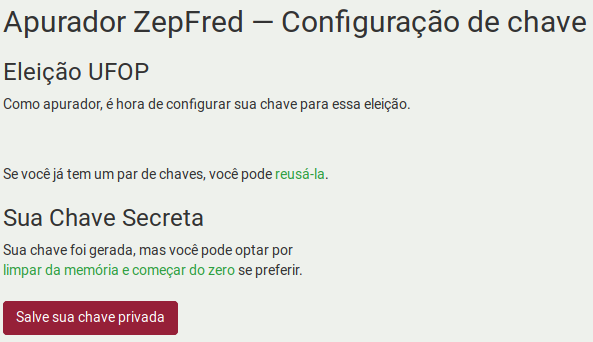 Apurador ZepFred — Configuração de chave
Eleição UFOP
Como apurador, é hora de configurar sua chave para essa eleição.
Se você já tem um par de chaves, você pode reusá-la.
Sua Chave Secreta
Sua chave foi gerada, mas você pode optar por
limpar da memória e começar do zero se preferir.
Salve sua chave privada